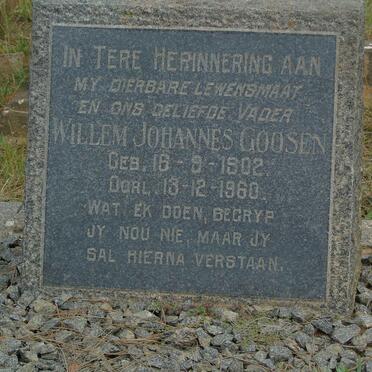 IN TERE HERINNERING AAN
MY DIERBARE LEWENSMAAT
EN ONS GELIEFDE VADER
WILLEM JOHANNES GOOSEN
GEB. 16-9-1902.
OORL. 13-12-1960.
WAT EK DOEN, BEGRYP
JY NOU NIE, MAAR JY
SAL HIERNA VERSTAAN.